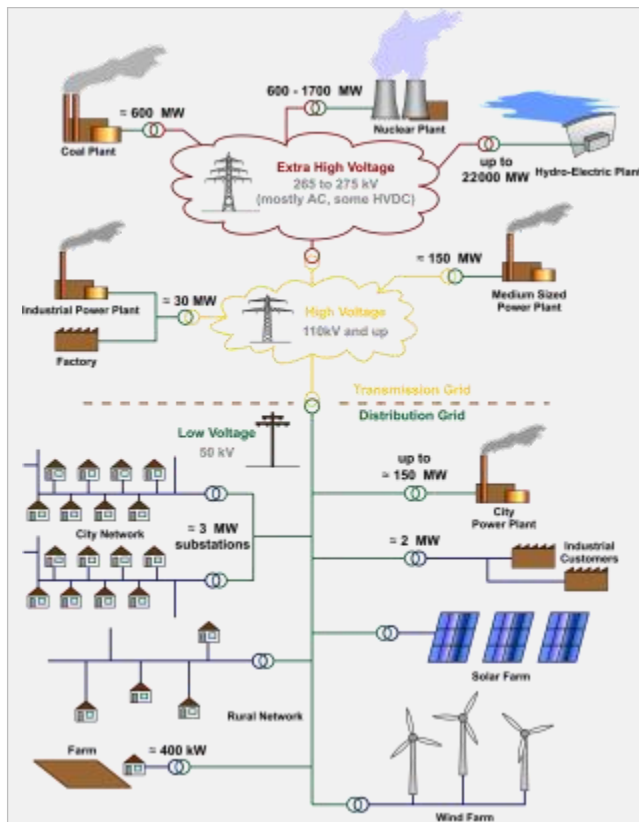 600 - 1700 MW
≈ 600 MW
Nuclear Plant
Coal Plant
Extra High Voltage
265 to 275 kV
(mostly AC, some HVDC)
up to
22000 MW
Hydro-Electric Plant
≈ 150 MW
≈ 30 MW
Industrial Power Plant
Medium Sized
Power Plant
High Voltage
110kV and up
Factory
Transmission Grid
Distribution Grid
Low Voltage
50 kV
up to
≈ 150 MW
City
Power Plant
City Network
≈ 3 MW
substations
≈ 2 MW
Industrial
Customers
Solar Farm
Rural Network
Farm
≈ 400 kW
Wind Farm